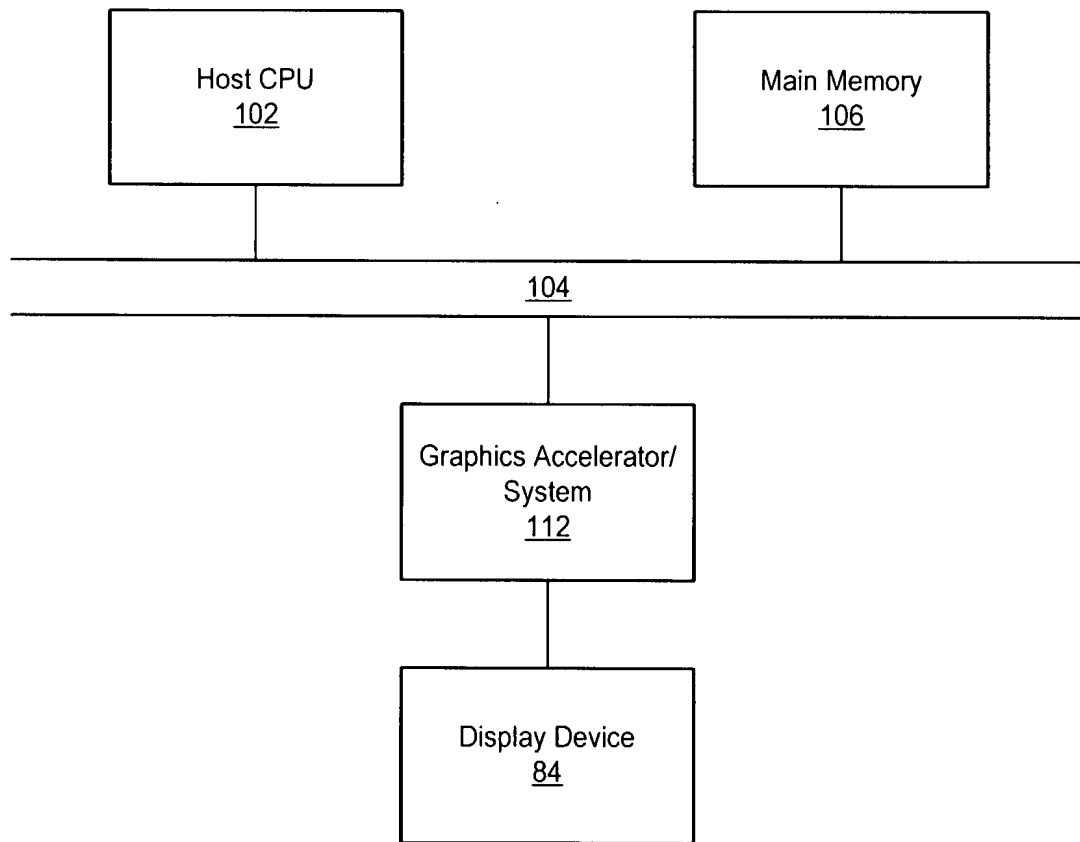 Host CPU
102
Main Memory
106
104
Graphics Accelerator/
System
112
Display Device
84